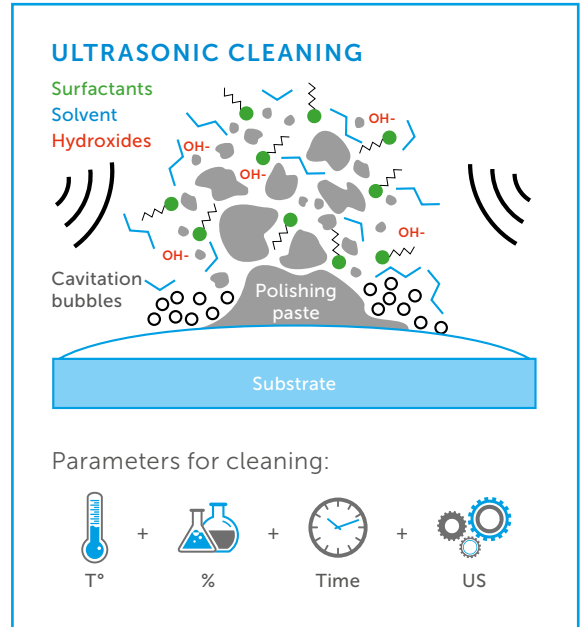 ULTRASONIC CLEANING
Surfactants
Solvent
Hydroxides
OH-
OH-
OH-
OH-
OH-
Cavitation
bubbles
Polishing
paste
Substrate
Parameters for cleaning:
+ + +
T° % Time US